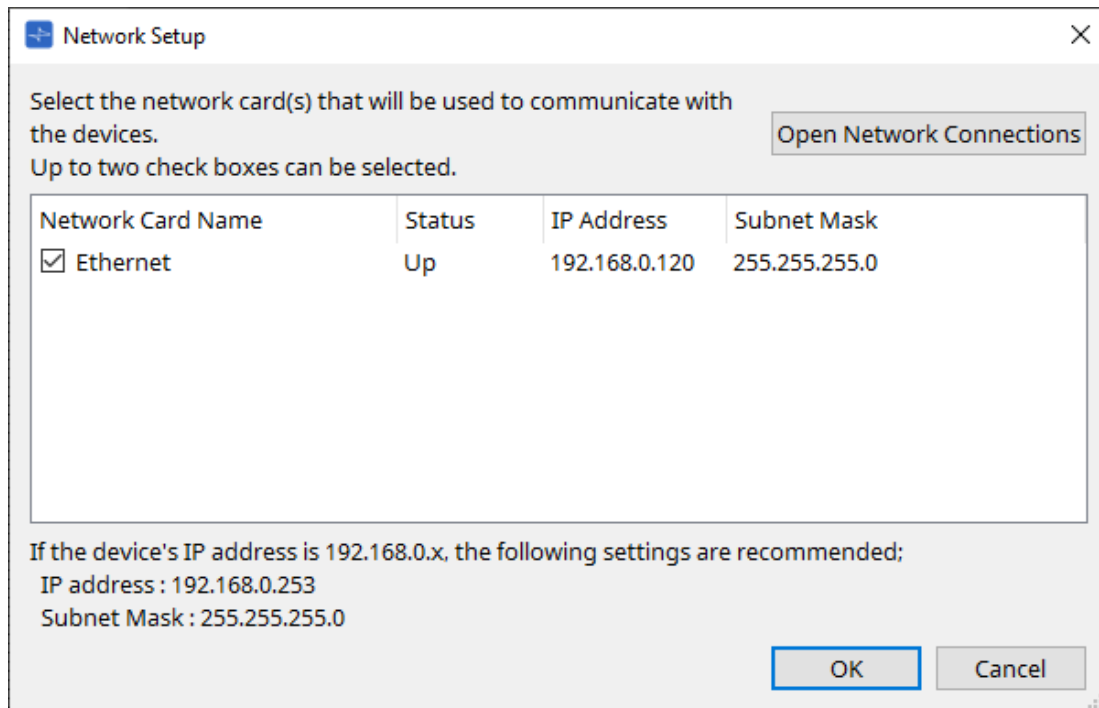 Network Setup
Select the network card(s) that will be used to communicate with
the devices.
Up to two check boxes can be selected.
Open Network Connections
Network Card Name Status IP Address Subnet Mask
Ethernet Up 192.168.0.120 255.255.255.0
If the device's IP address is 192.168.0.x, the following settings are recommended;
IP address : 192.168.0.253
Subnet Mask : 255.255.255.0
OK Cancel